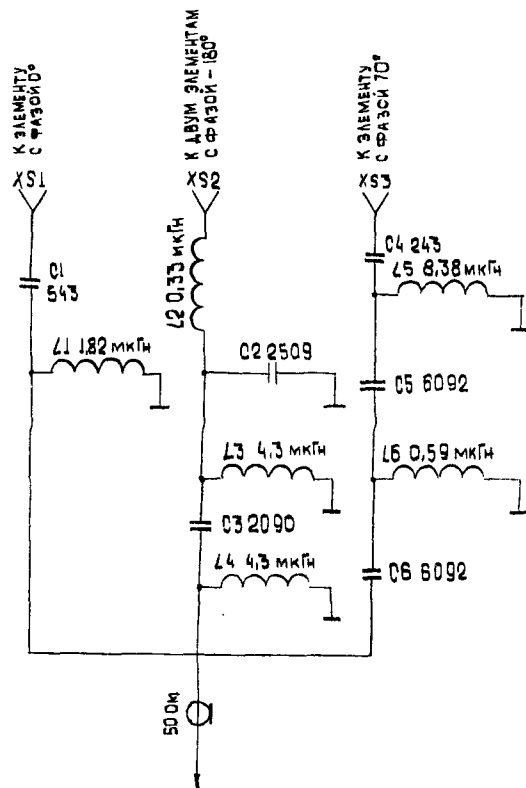 К ЭЛЕМЕНТУ
С ФАЗОЙ 0°
К ДВУМ ЭЛЕМЕНТАМ
С ФАЗОЙ - 180°
К ЭЛЕМЕНТУ
С ФАЗОЙ 70°
XS1
XS2
XS3
C1
543
L2 0,33 мкГн
C4 243
L5 8,38 мкГн
L1 1,82 мкГн
C2 2509
C5 6092
L3 4,3 мкГн
L6 0,59 мкГн
C3 2090
L4 4,3 мкГн
C6 6092
50 Ом